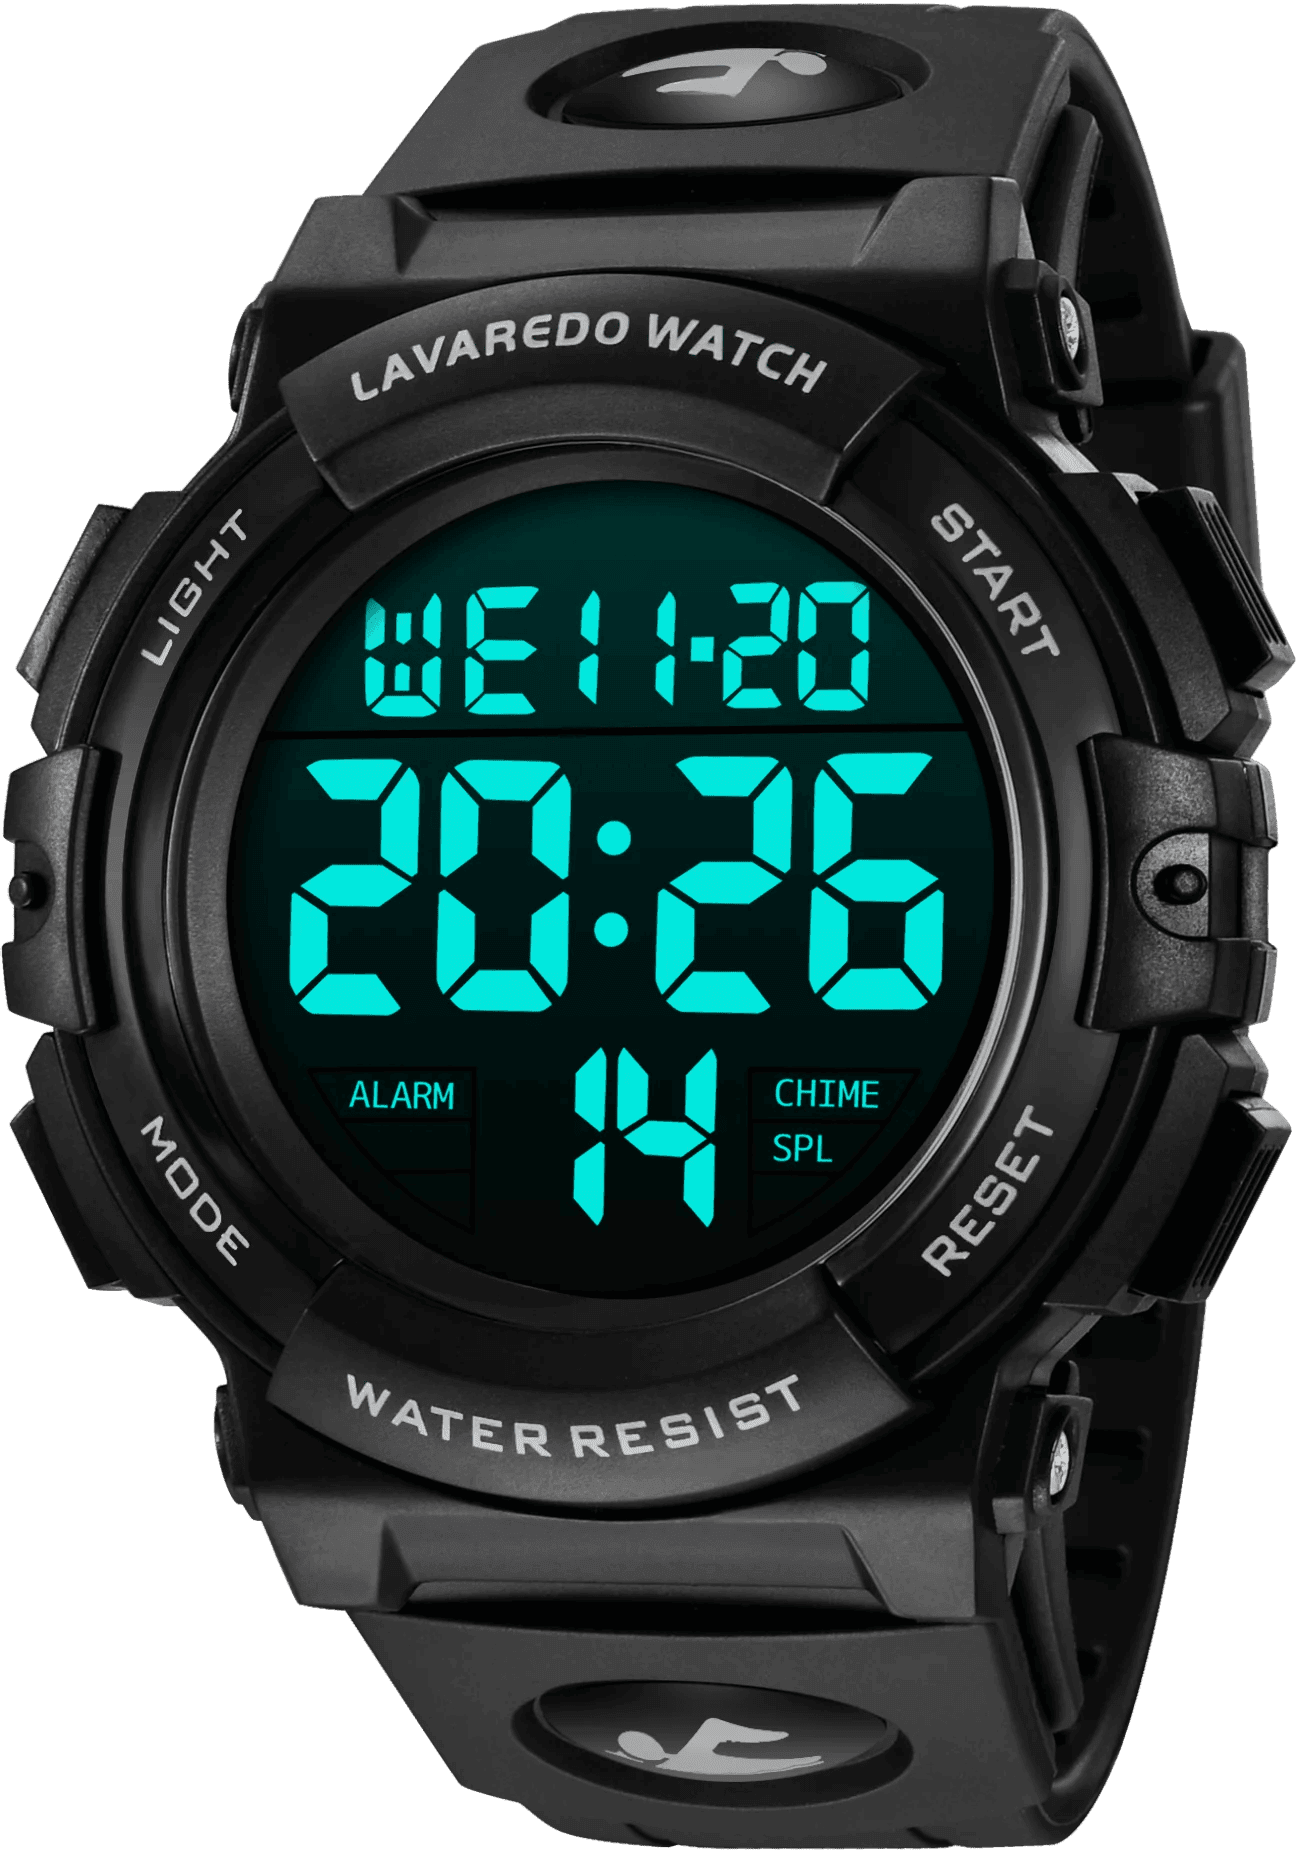 LAVAREDO WATCH
LIGHT
START
WE 11-20
20:26
ALARM
14
CHIME
SPL
MODE
RESET
WATER RESIST